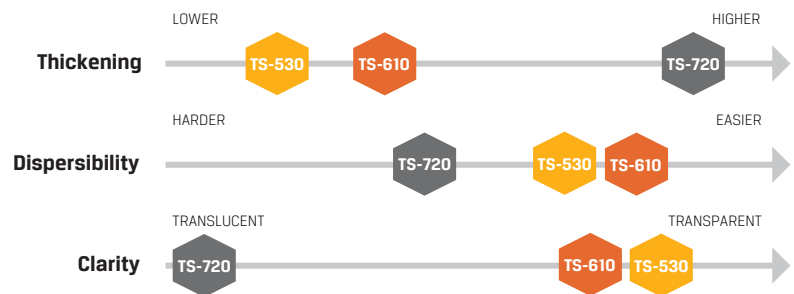 LOWER HIGHER
Thickening TS-530 TS-610 TS-720
HARDER EASIER
Dispersibility TS-720 TS-530 TS-610
TRANSLUCENT TRANSPARENT
Clarity TS-720 TS-610 TS-530